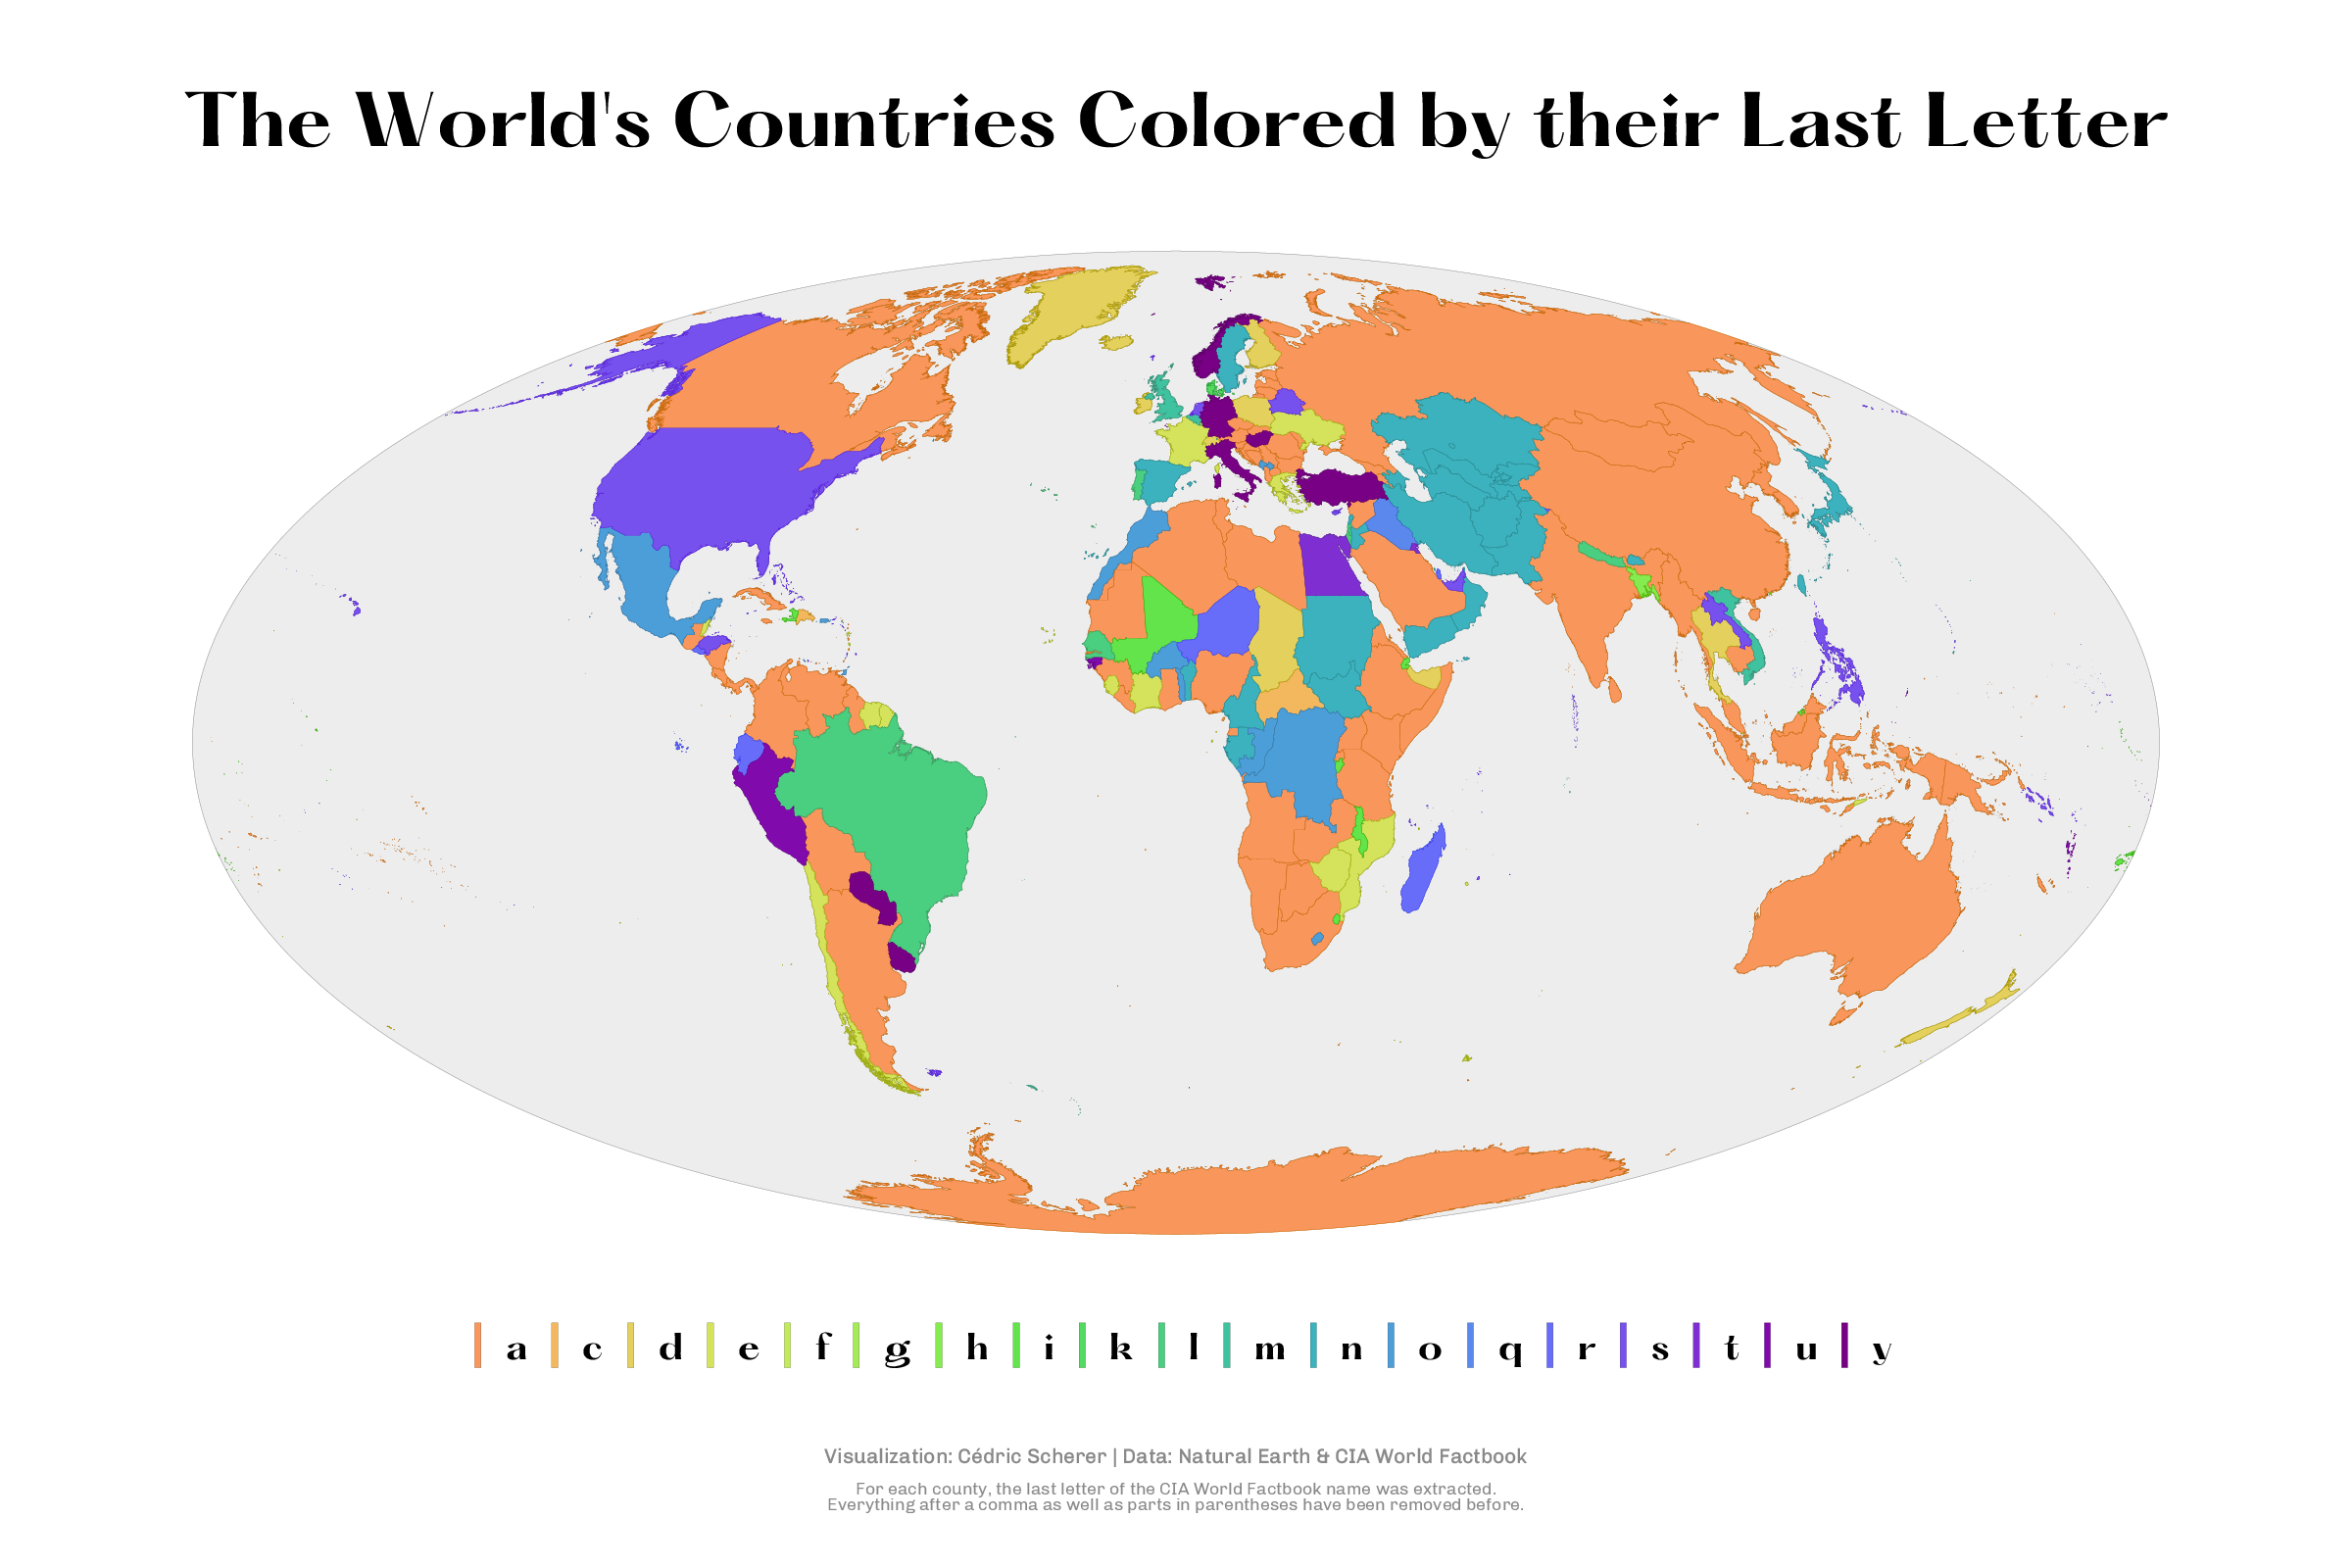 The World's Countries Colored by their Last Letter
a c d e f g h i k l m n o q r s t u y
Visualization: Cédric Scherer | Data: Natural Earth & CIA World Factbook
For each county, the last letter of the CIA World Factbook name was extracted.
Everything after a comma as well as parts in parentheses have been removed before.